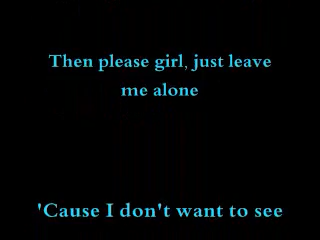 Then please girl, just leave
me alone
'Cause I don't want to see